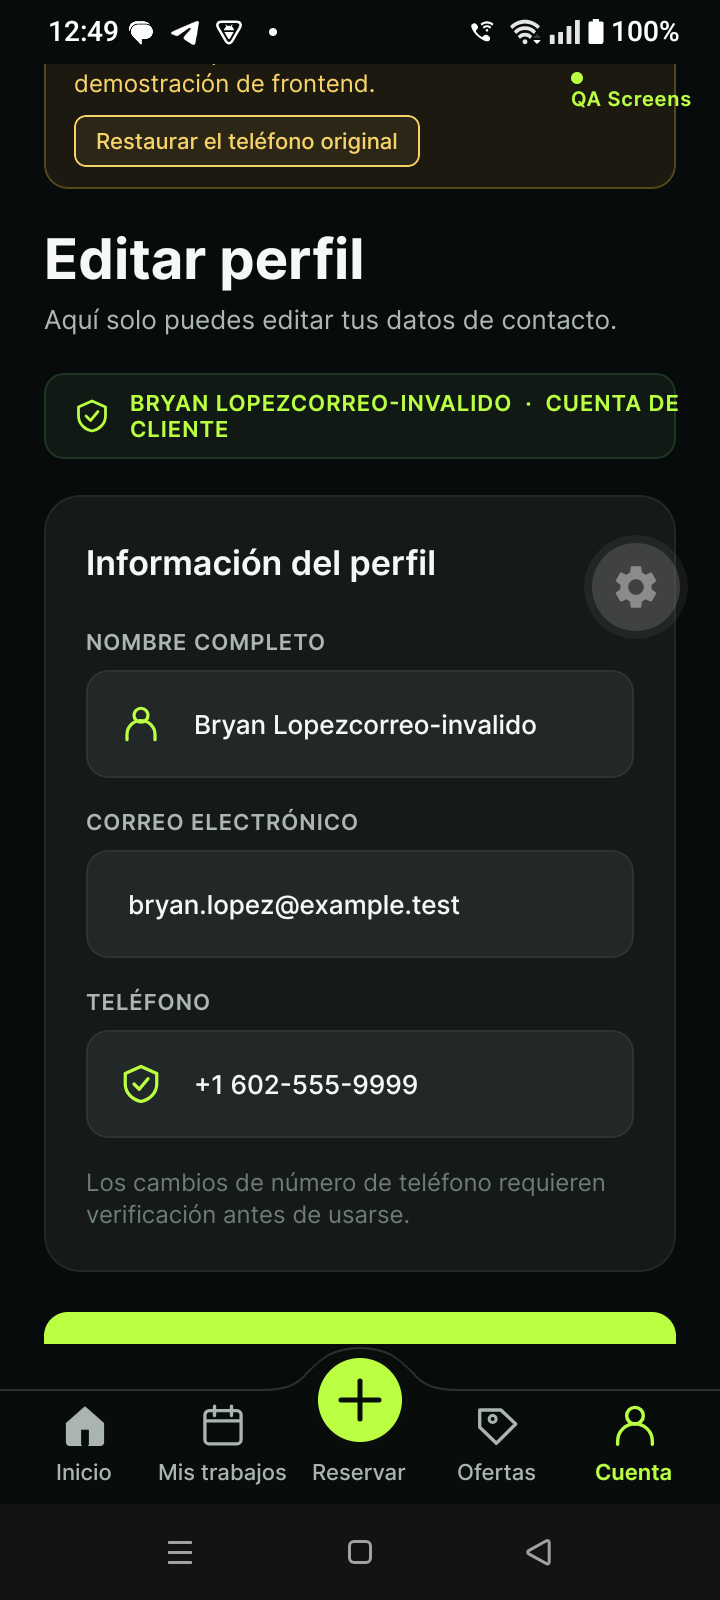 12:49
100%
demostración de frontend.
QA Screens
Restaurar el teléfono original
Editar perfil
Aquí solo puedes editar tus datos de contacto.
BRYAN LOPEZCORREO-INVALIDO · CUENTA DE
CLIENTE
Información del perfil
NOMBRE COMPLETO
Bryan Lopezcorreo-invalido
CORREO ELECTRÓNICO
bryan.lopez@example.test
TELÉFONO
+1 602-555-9999
Los cambios de número de teléfono requieren
verificación antes de usarse.
Inicio
Mis trabajos
Reservar
Ofertas
Cuenta